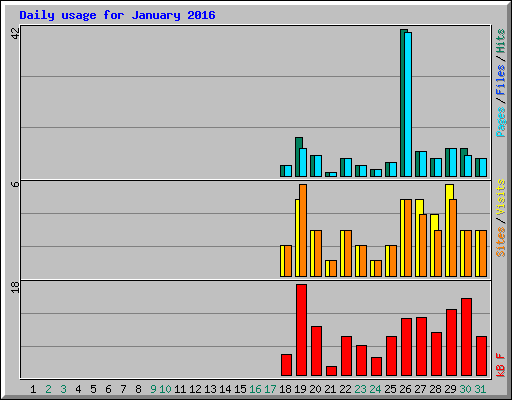 Daily usage for January 2016
42
Pages / Files / Hits
6
Sites / Visits
18
kB F
1 2 3 4 5 6 7 8 9 10 11 12 13 14 15 16 17 18 19 20 21 22 23 24 25 26 27 28 29 30 31